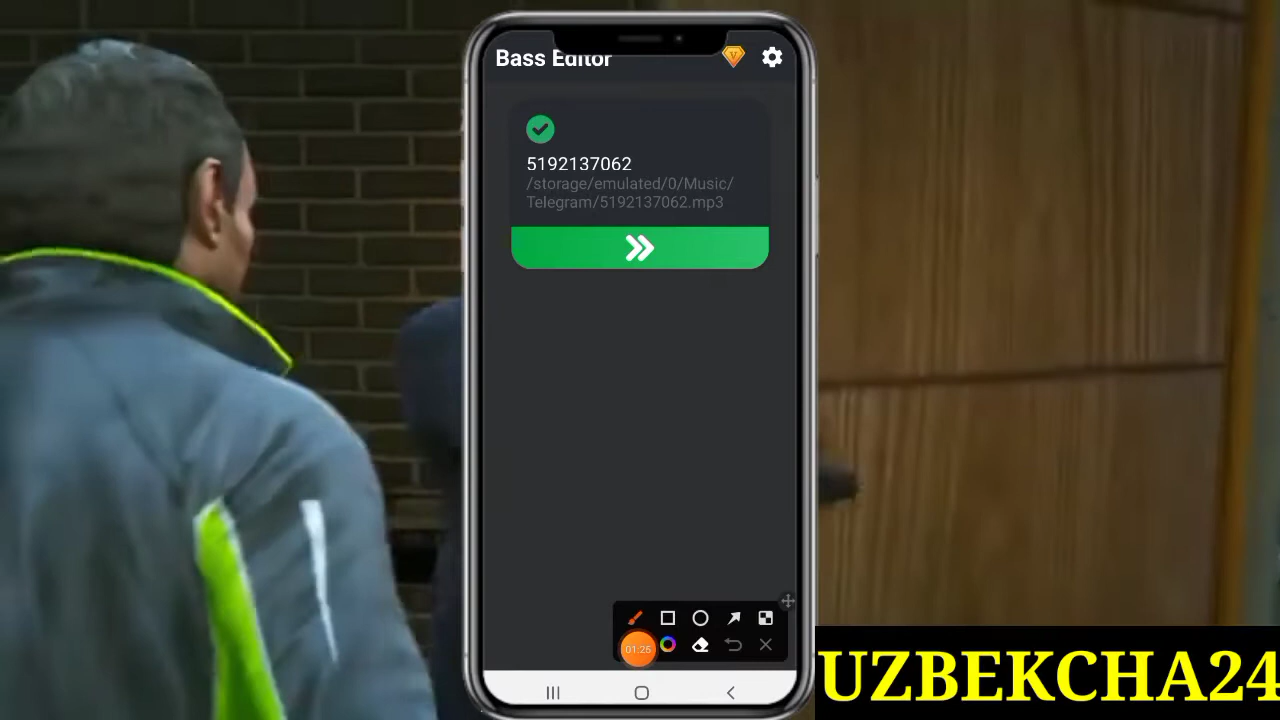 Bass Editor
V
5192137062
/storage/emulated/0/Music/
Telegram/5192137062.mp3
01:25
UZBEKCHA24